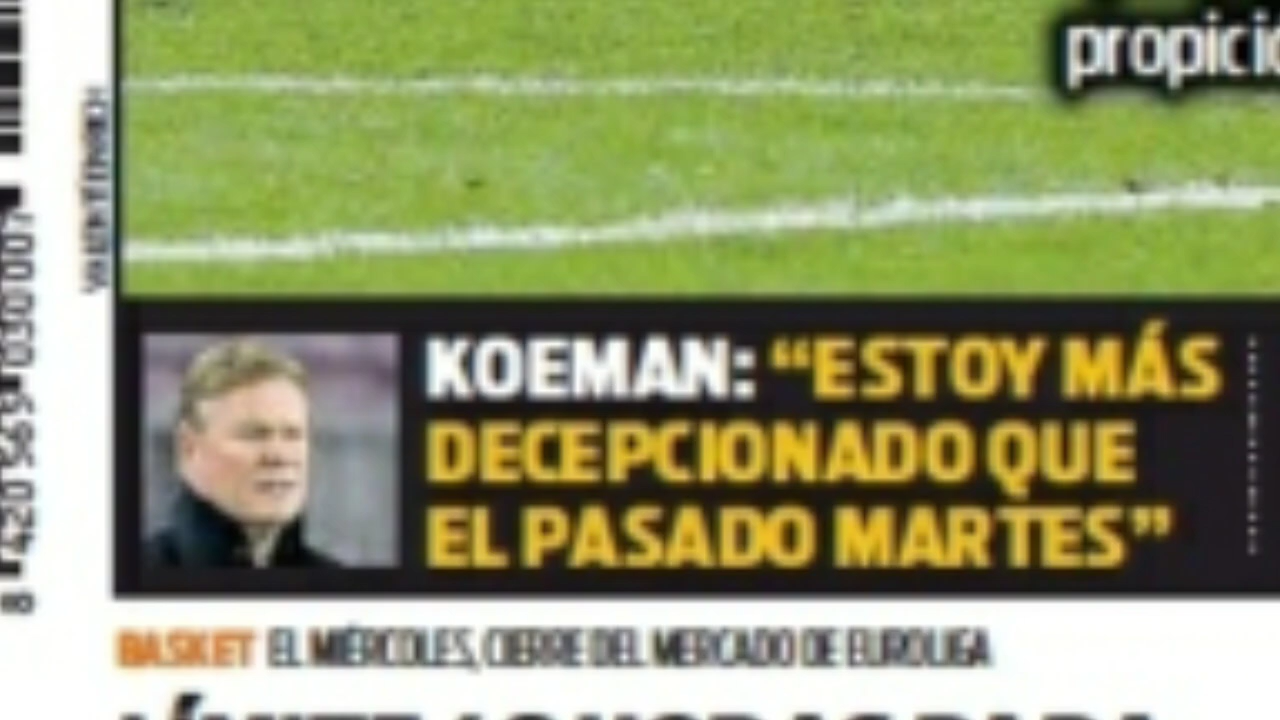 propicio
KOEMAN: “ESTOY MÁS
DECEPCIONADO QUE
EL PASADO MARTES”
BASKET EL MIÉRCOLES, CIERRE DEL MERCADO DE EUROLIGA